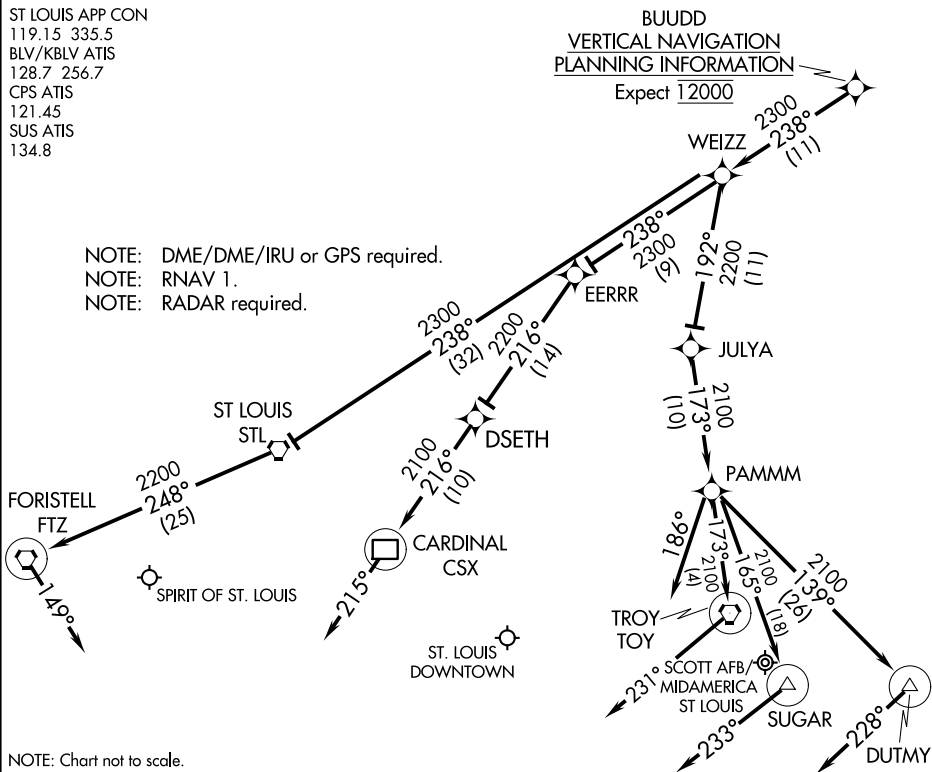 ST LOUIS APP CON
119.15 335.5
BLV/KBLV ATIS
128.7 256.7
CPS ATIS
121.45
SUS ATIS
134.8
BUUDD
VERTICAL NAVIGATION
PLANNING INFORMATION
Expect 12000
2300
238°
(11)
WEIZZ
NOTE: DME/DME/IRU or GPS required.
NOTE: RNAV 1.
NOTE: RADAR required.
238°
2300
(9)
192°
2200
(11)
EERRR
2300
238°
(32)
2200
216°
(14)
JULYA
2100
173°
(10)
ST LOUIS
STL
DSETH
2100
216°
(10)
PAMMM
2200
248°
(25)
FORISTELL
FTZ
149°
SPIRIT OF ST. LOUIS
CARDINAL
CSX
215°
186°
173°
2100
(4)
2100
165°
(18)
2100
139°
(26)
TROY
TOY
231°
ST. LOUIS
DOWNTOWN
SCOTT AFB/
MIDAMERICA
ST LOUIS
SUGAR
233°
228°
DUTMY
NOTE: Chart not to scale.